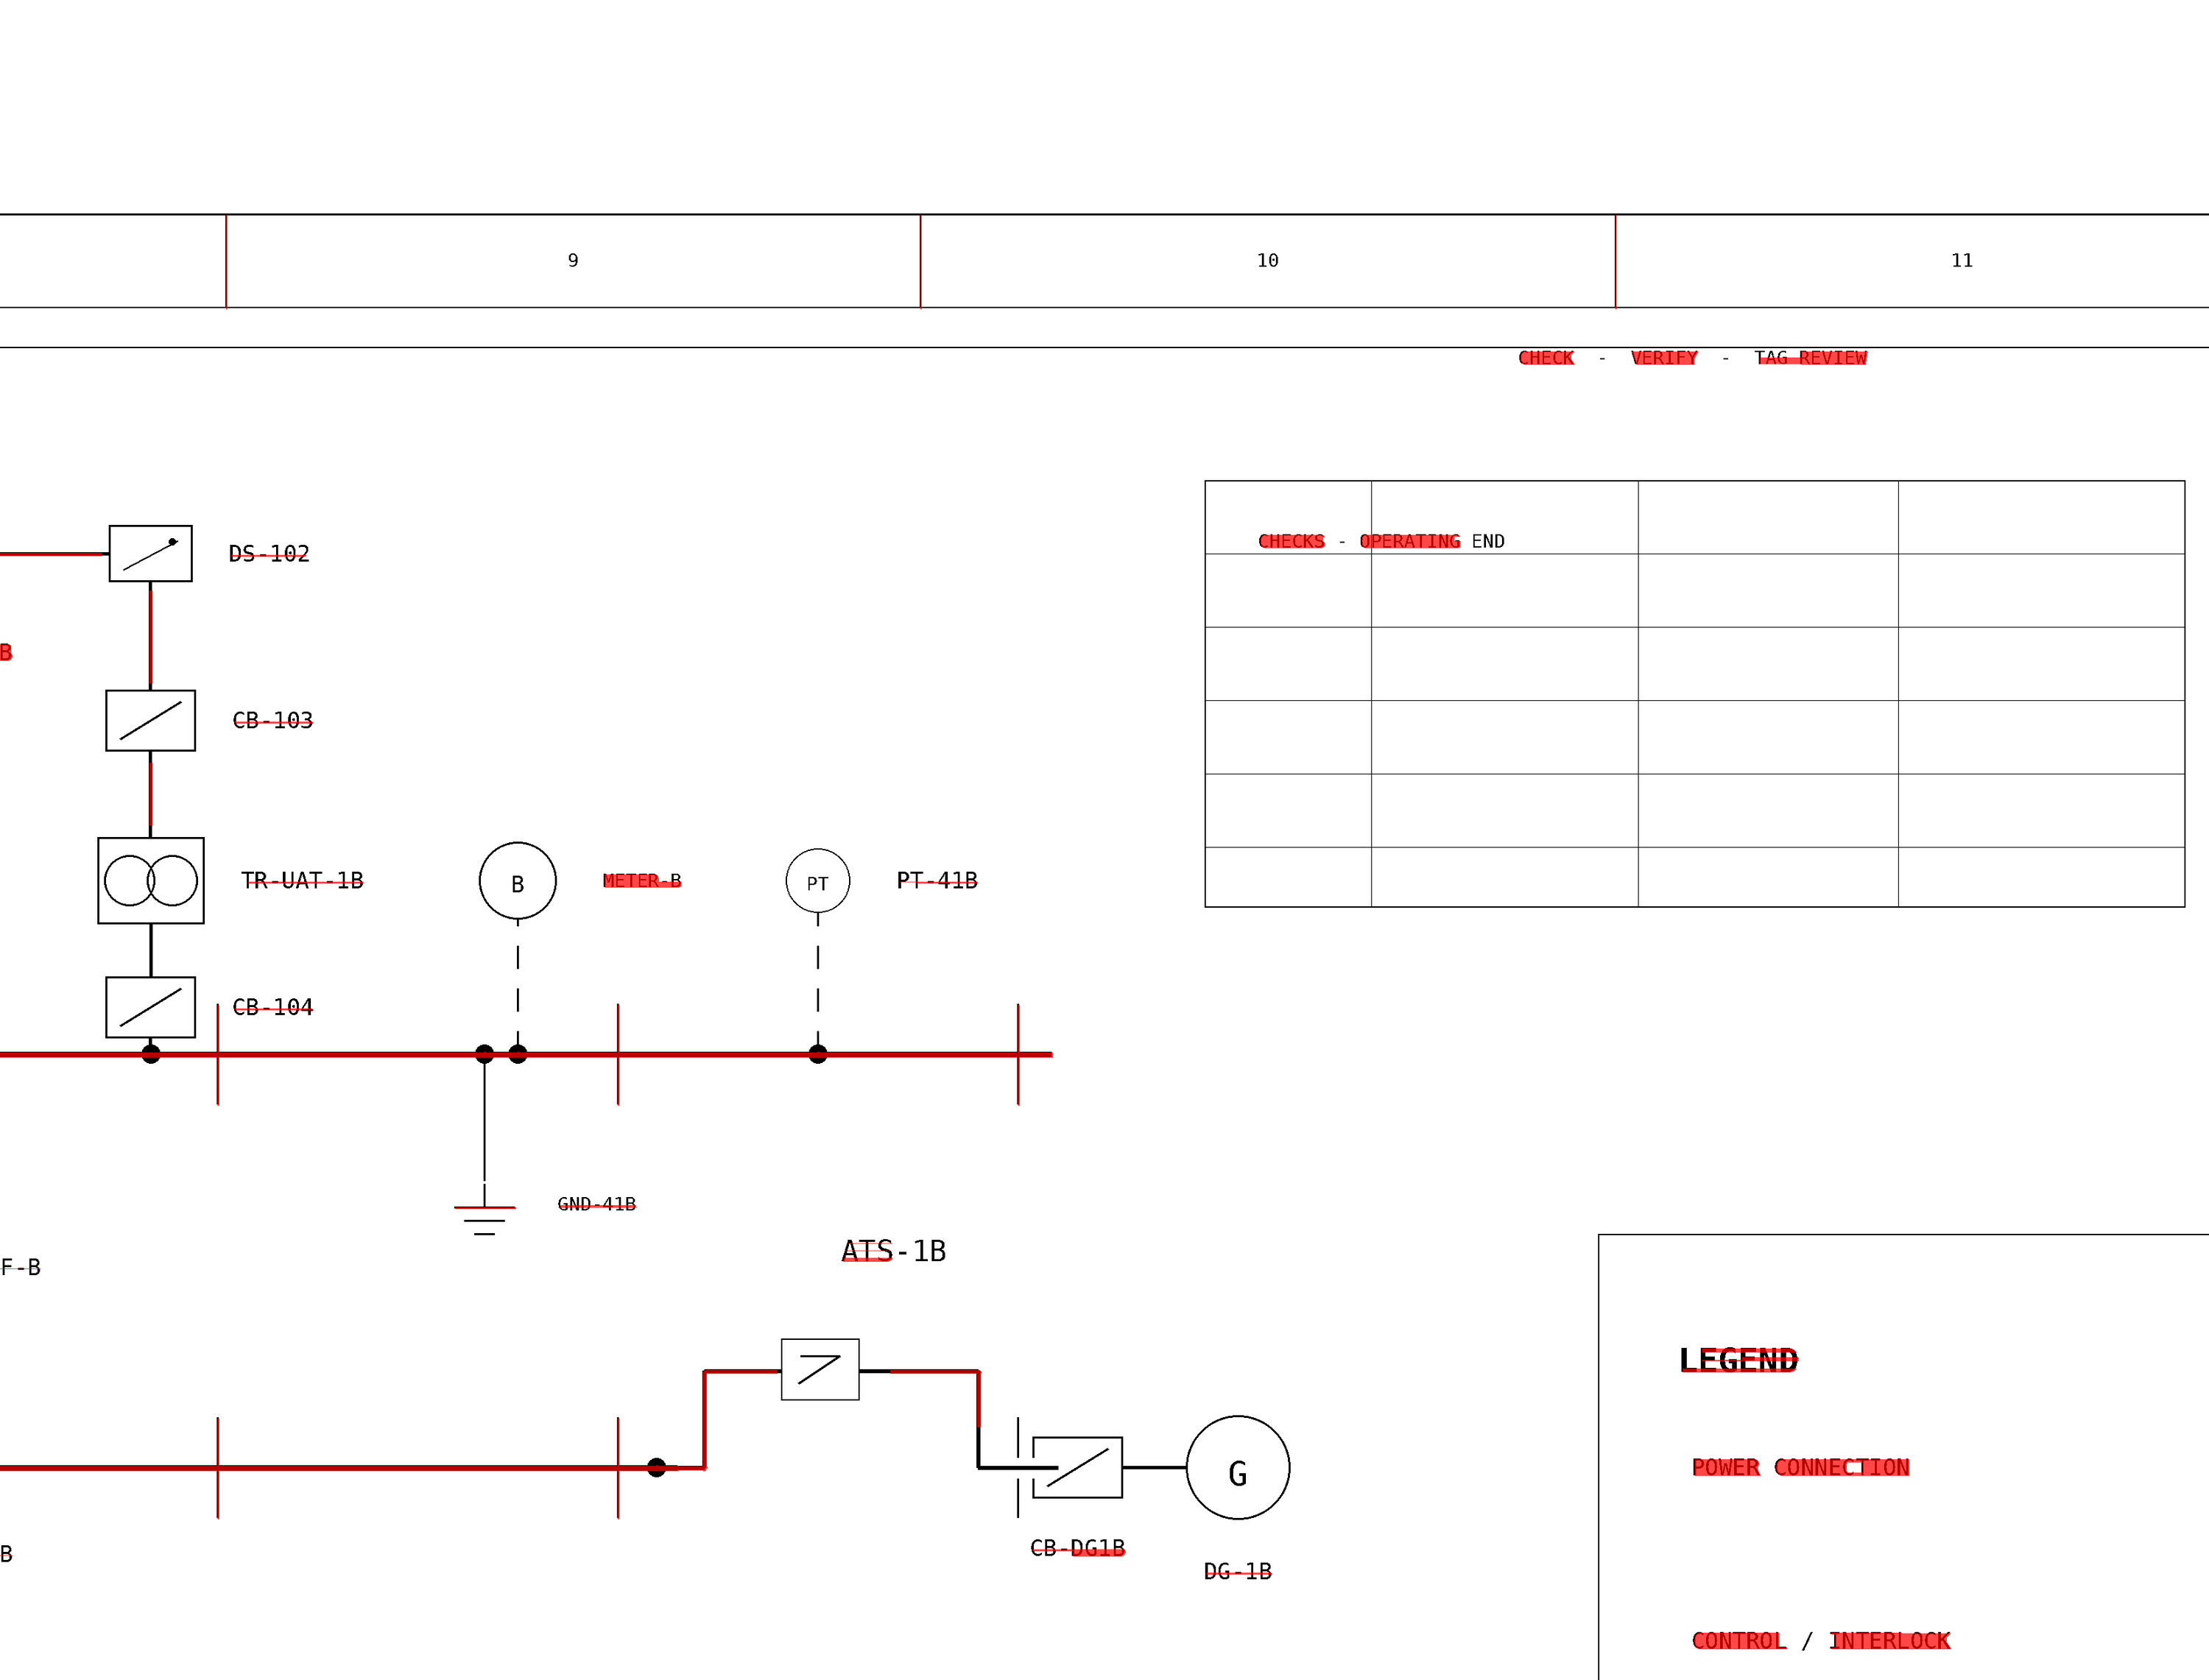 9 10 11
CHECK - VERIFY - TAG REVIEW
CHECKS - OPERATING END
DS-102
B
CB-103
TR-UAT-1B
B
METER-B
PT
PT-41B
CB-104
GND-41B
ATS-1B
F-B
LEGEND
POWER CONNECTION
G
B
CB-DG1B
DG-1B
CONTROL / INTERLOCK